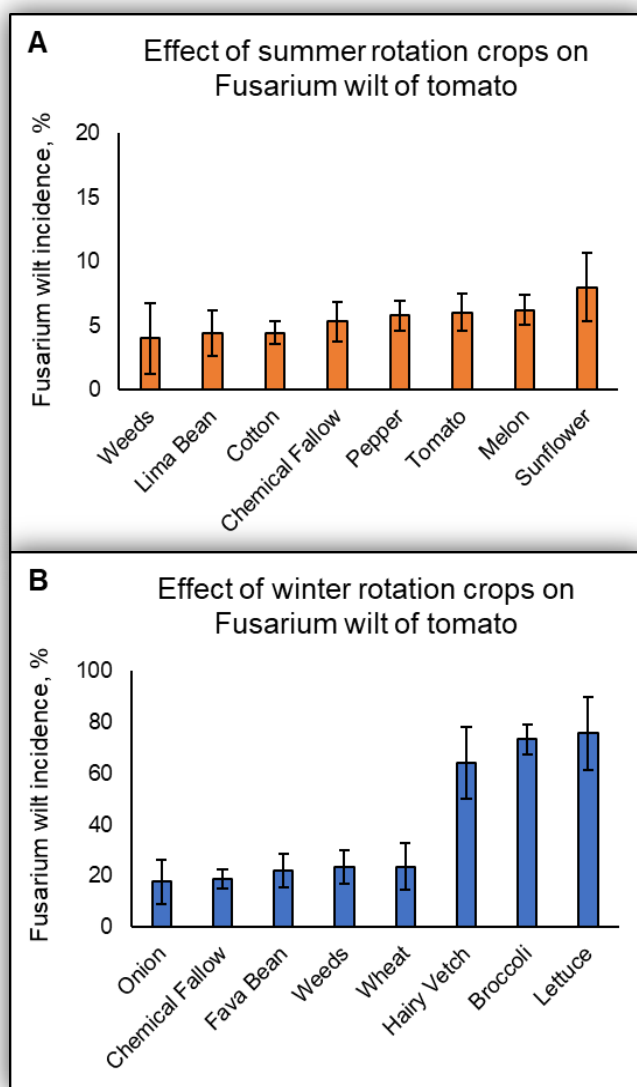 A
Effect of summer rotation crops on
Fusarium wilt of tomato
Fusarium wilt incidence, %
20
15
10
5
0
Weeds
Lima Bean
Cotton
Chemical Fallow
Pepper
Tomato
Melon
Sunflower
B
Effect of winter rotation crops on
Fusarium wilt of tomato
Fusarium wilt incidence, %
100
80
60
40
20
0
Onion
Chemical Fallow
Fava Bean
Weeds
Wheat
Hairy Vetch
Broccoli
Lettuce